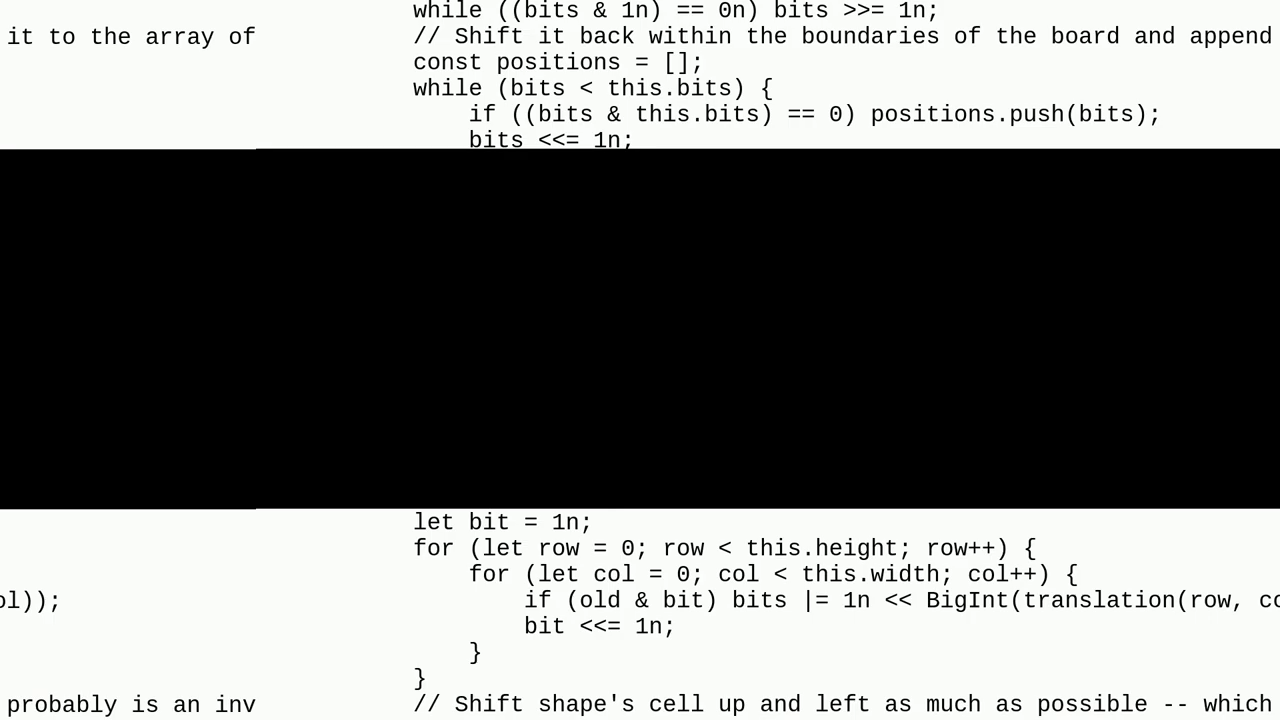 while ((bits & 1n) == 0n) bits >>= 1n;
it to the array of // Shift it back within the boundaries of the board and append
const positions = [];
while (bits < this.bits) {
if ((bits & this.bits) == 0) positions.push(bits);
bits <<= 1n;
let bit = 1n;
for (let row = 0; row < this.height; row++) {
for (let col = 0; col < this.width; col++) {
ol)); if (old & bit) bits |= 1n << BigInt(translation(row, co
bit <<= 1n;
}
}
probably is an inv // Shift shape's cell up and left as much as possible -- which